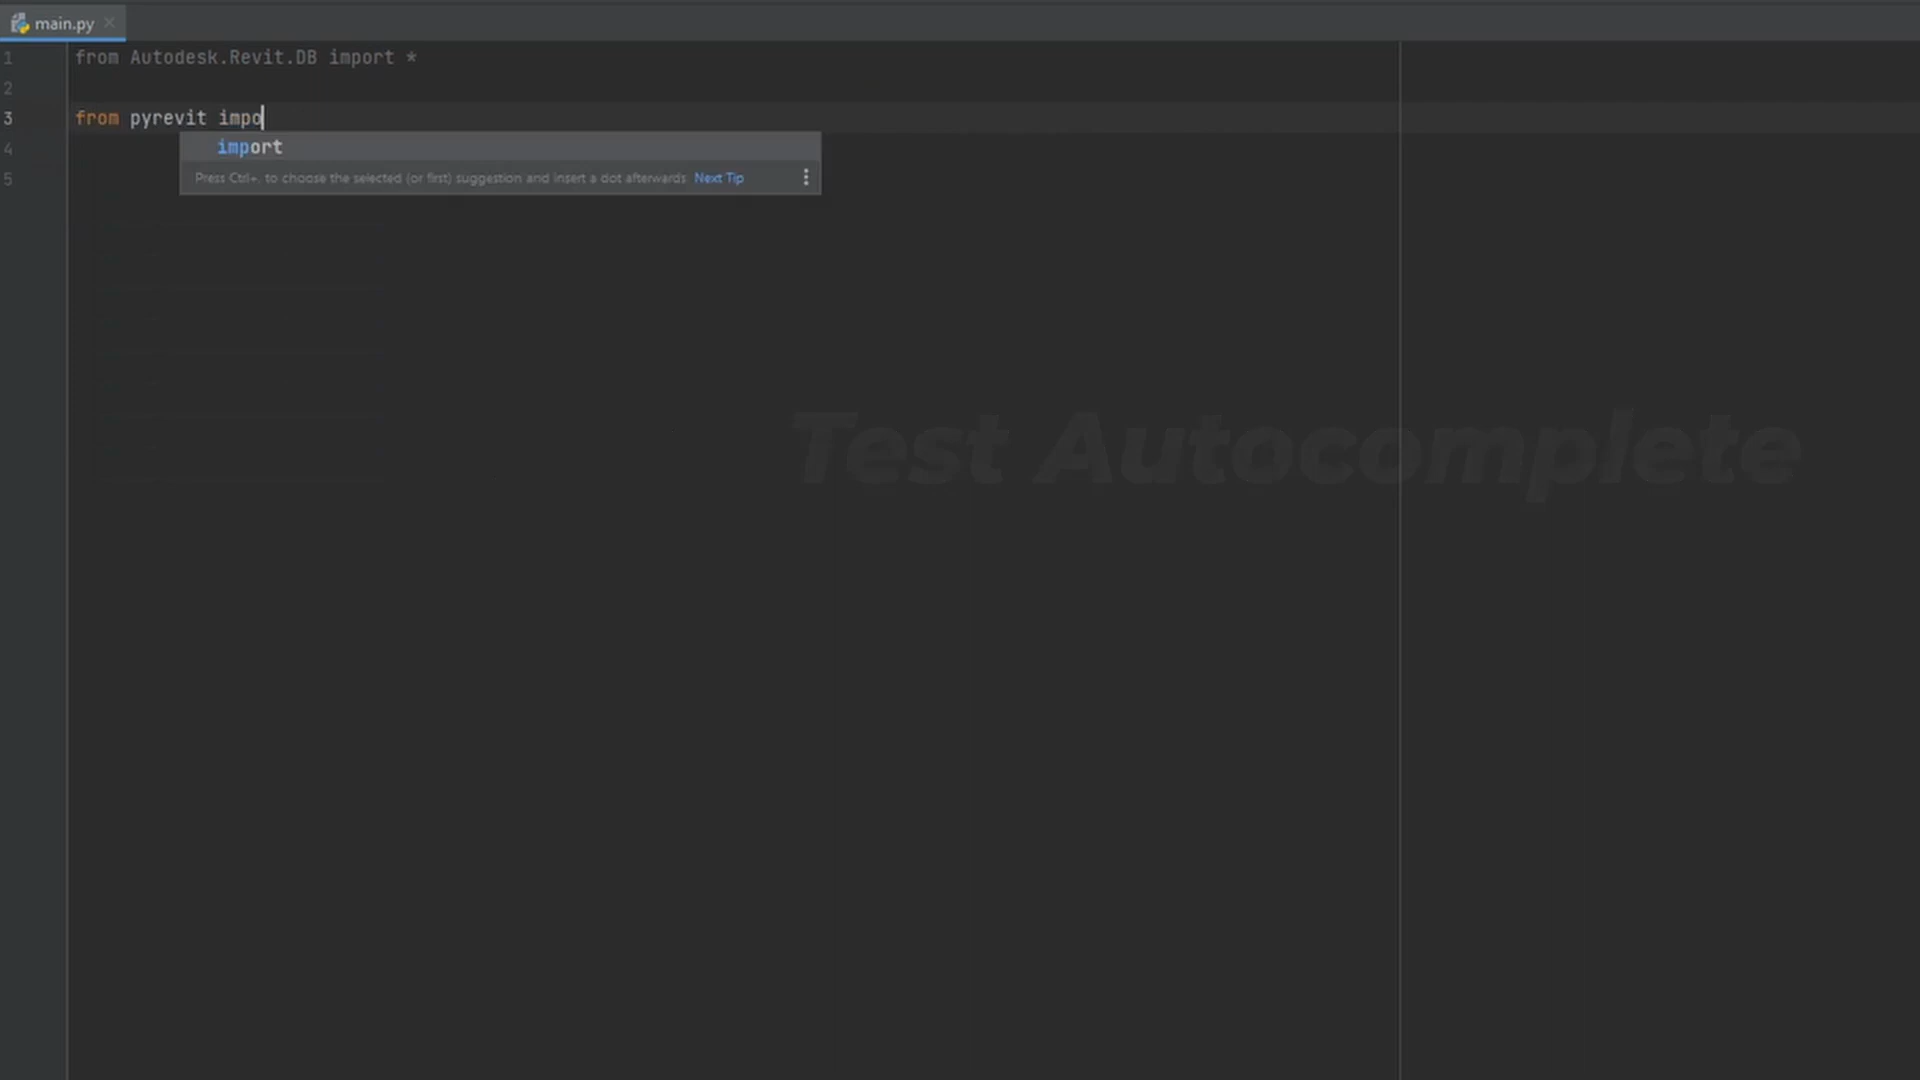 main.py
1 from Autodesk.Revit.DB import *
2
3 from pyrevit impo
import
4
Press Ctrl+. to choose the selected (or first) suggestion and insert a dot afterwards Next Tip
5
Test Autocomplete